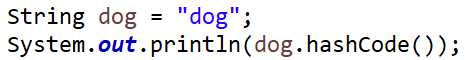 String dog = "dog";
System.out.println(dog.hashCode());